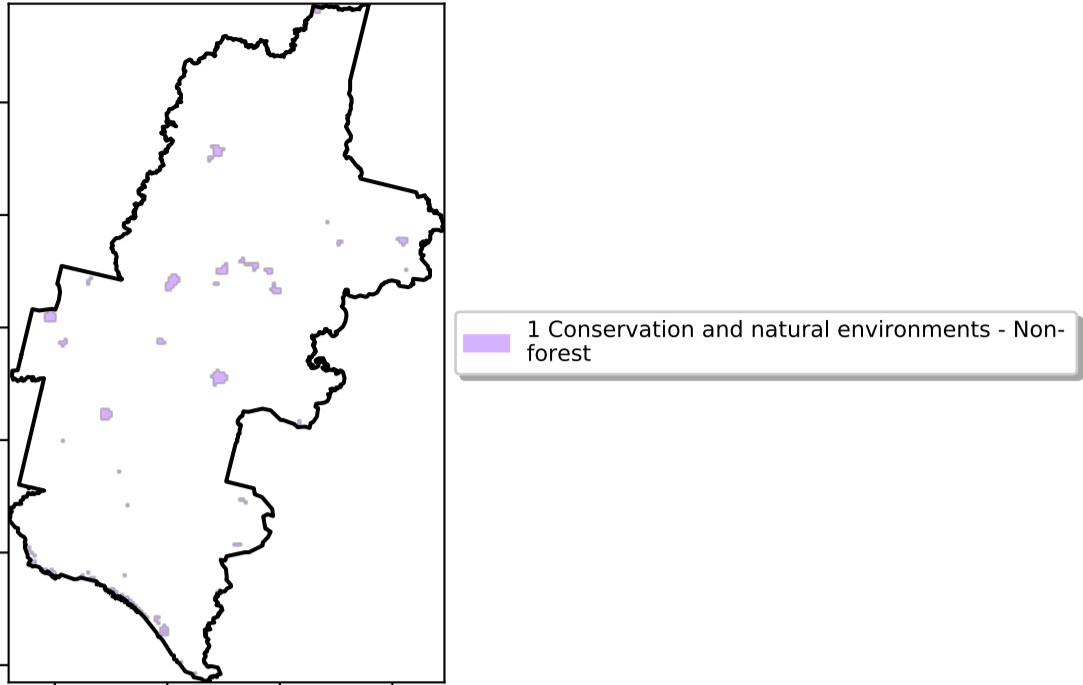 1 Conservation and natural environments - Non-
forest